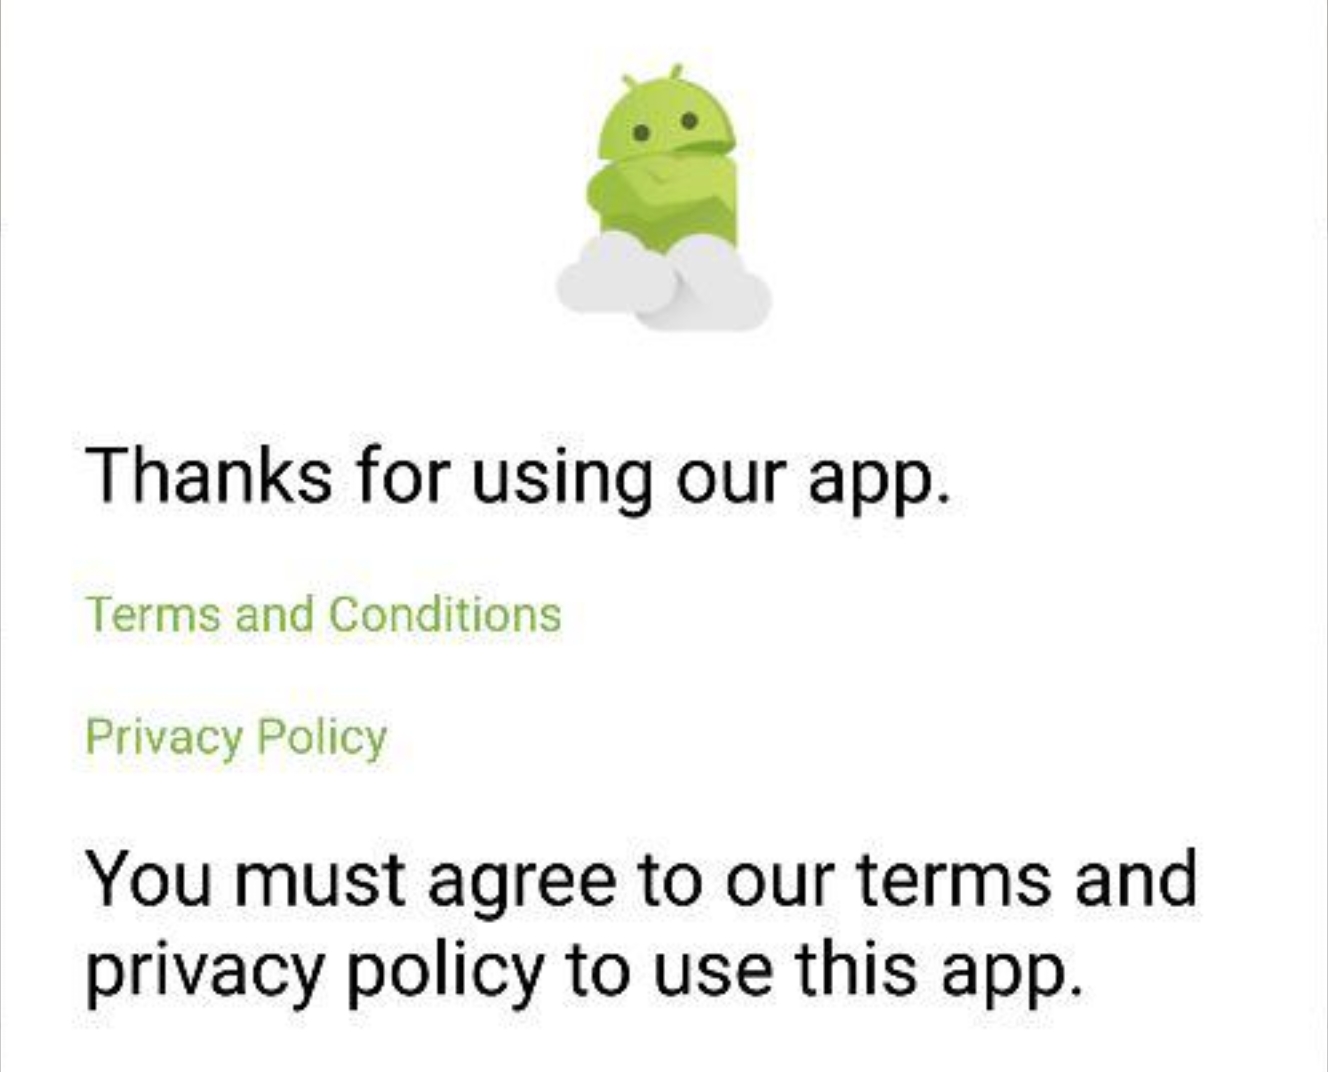 Thanks for using our app.
Terms and Conditions
Privacy Policy
You must agree to our terms and
privacy policy to use this app.